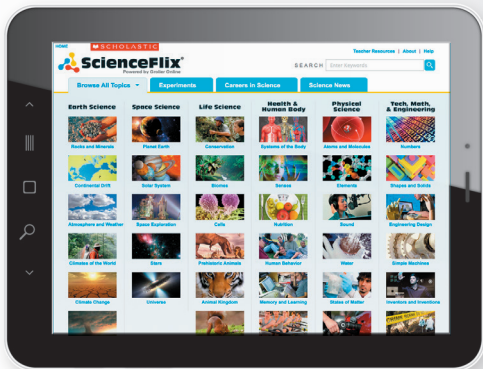 HOME
SCHOLASTIC
Teacher Resources | About | Help
ScienceFlix
Powered by Grolier Online
SEARCH Enter Keywords
Browse All Topics Experiments Careers In Science Science News
Earth Science Space Science Life Science Health & Human Body Physical Science Tech, Math, & Engineering
Rocks and Minerals Planet Earth Conservation Systems of the Body Atoms and Molecules Numbers
Continental Drift Solar System Biomes Senses Elements Shapes and Solids
Atmosphere and Weather Space Exploration Cells Nutrition Sound Engineering Design
Climates of the World Stars Prehistoric Animals Human Behavior Water Simple Machines
Climate Change Universe Animal Kingdom Memory and Learning States of Matter Inventors and Inventions